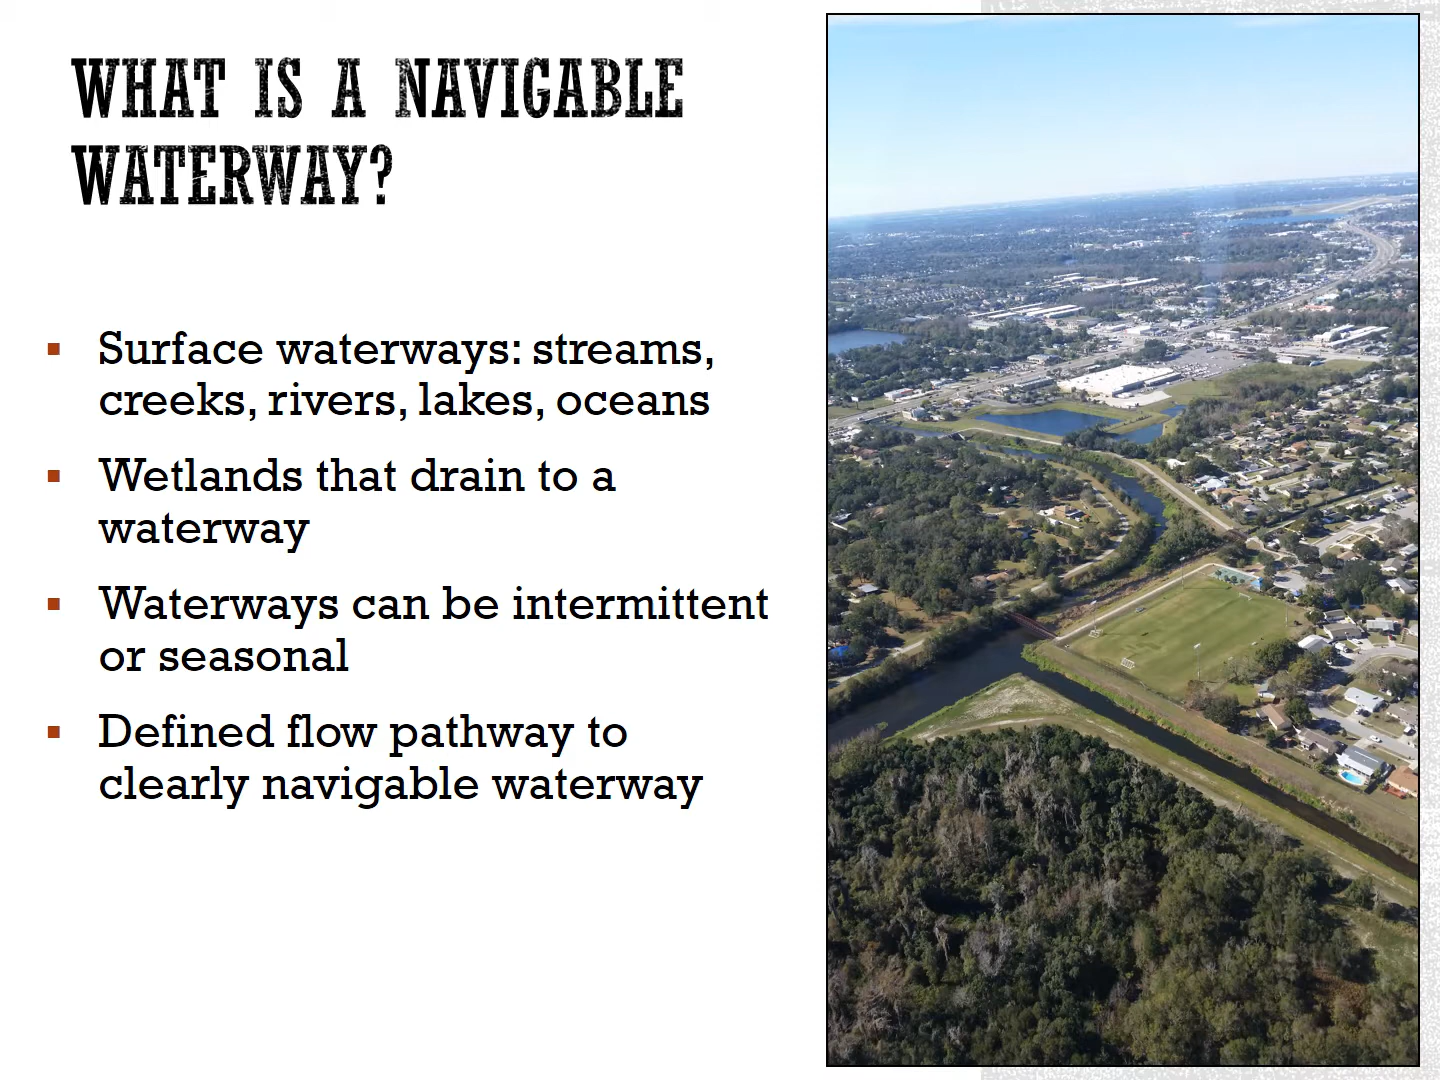 WHAT IS A NAVIGABLE
WATERWAY?
▪ Surface waterways: streams,
creeks, rivers, lakes, oceans
▪ Wetlands that drain to a
waterway
▪ Waterways can be intermittent
or seasonal
▪ Defined flow pathway to
clearly navigable waterway